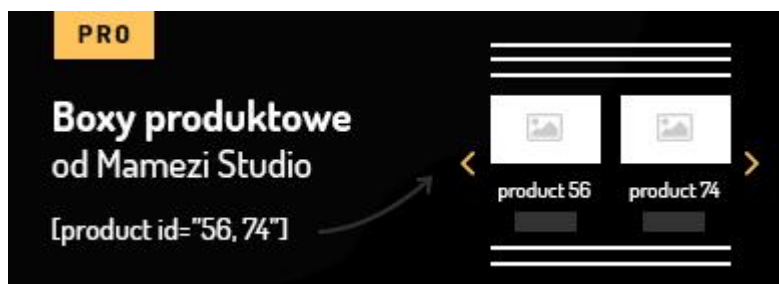 PRO
Boxy produktowe
od Mamezi Studio
[product id=”56, 74”]
product 56
product 74